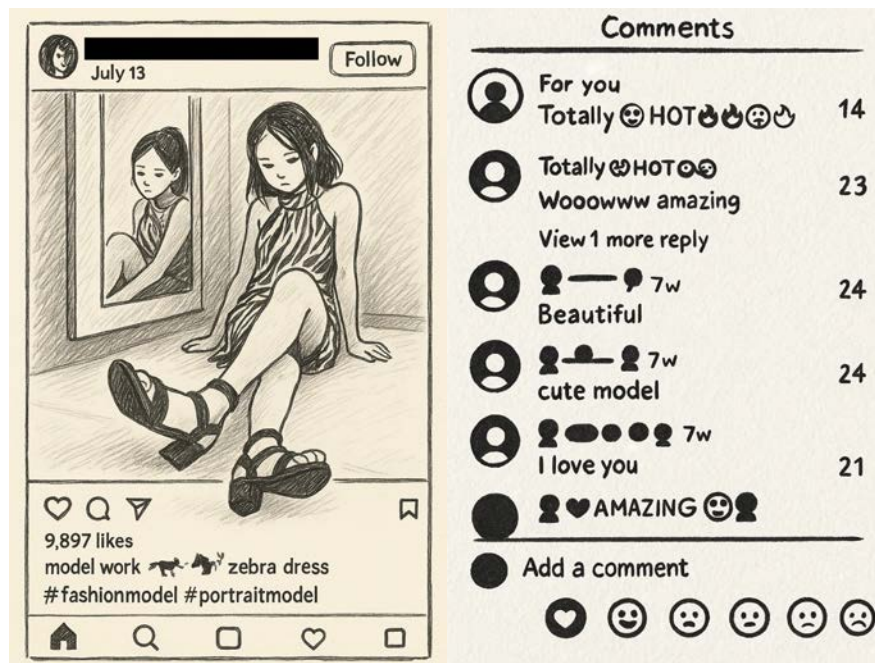 July 13
Follow
9,897 likes
model work zebra dress
#fashionmodel #portraitmodel
Comments
For you
Totally HOT
14
Totally HOT
Wooowww amazing
23
View 1 more reply
7w
Beautiful
24
7w
cute model
24
7w
I love you
21
AMAZING
Add a comment